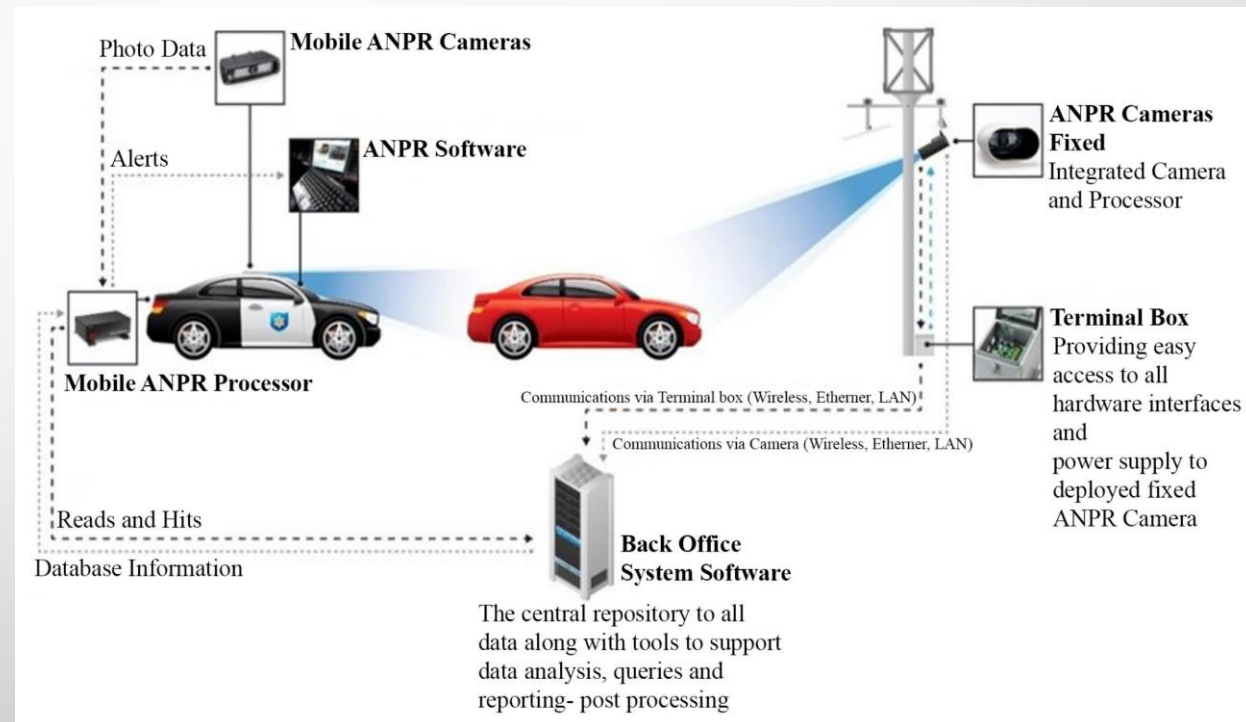 Photo Data
Mobile ANPR Cameras
Alerts
ANPR Software
Mobile ANPR Processor
ANPR Cameras
Fixed
Integrated Camera
and Processor
Terminal Box
Providing easy
access to all
hardware interfaces
and
power supply to
deployed fixed
ANPR Camera
Communications via Terminal box (Wireless, Etherner, LAN)
Communications via Camera (Wireless, Etherner, LAN)
Reads and Hits
Database Information
Back Office
System Software
The central repository to all
data along with tools to support
data analysis, queries and
reporting- post processing